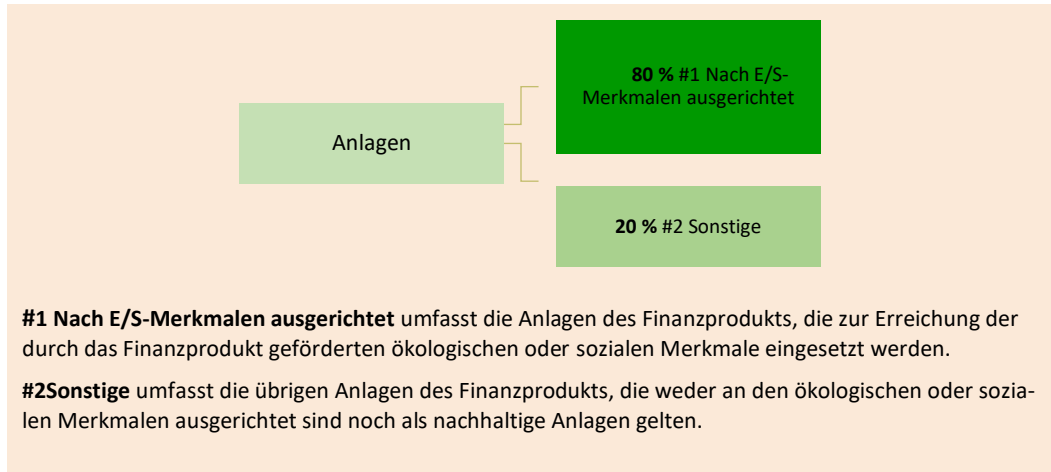 80 % #1 Nach E/S-
Merkmalen ausgerichtet
Anlagen
20 % #2 Sonstige
#1 Nach E/S-Merkmalen ausgerichtet umfasst die Anlagen des Finanzprodukts, die zur Erreichung der
durch das Finanzprodukt geförderten ökologischen oder sozialen Merkmale eingesetzt werden.
#2Sonstige umfasst die übrigen Anlagen des Finanzprodukts, die weder an den ökologischen oder sozia-
len Merkmalen ausgerichtet sind noch als nachhaltige Anlagen gelten.